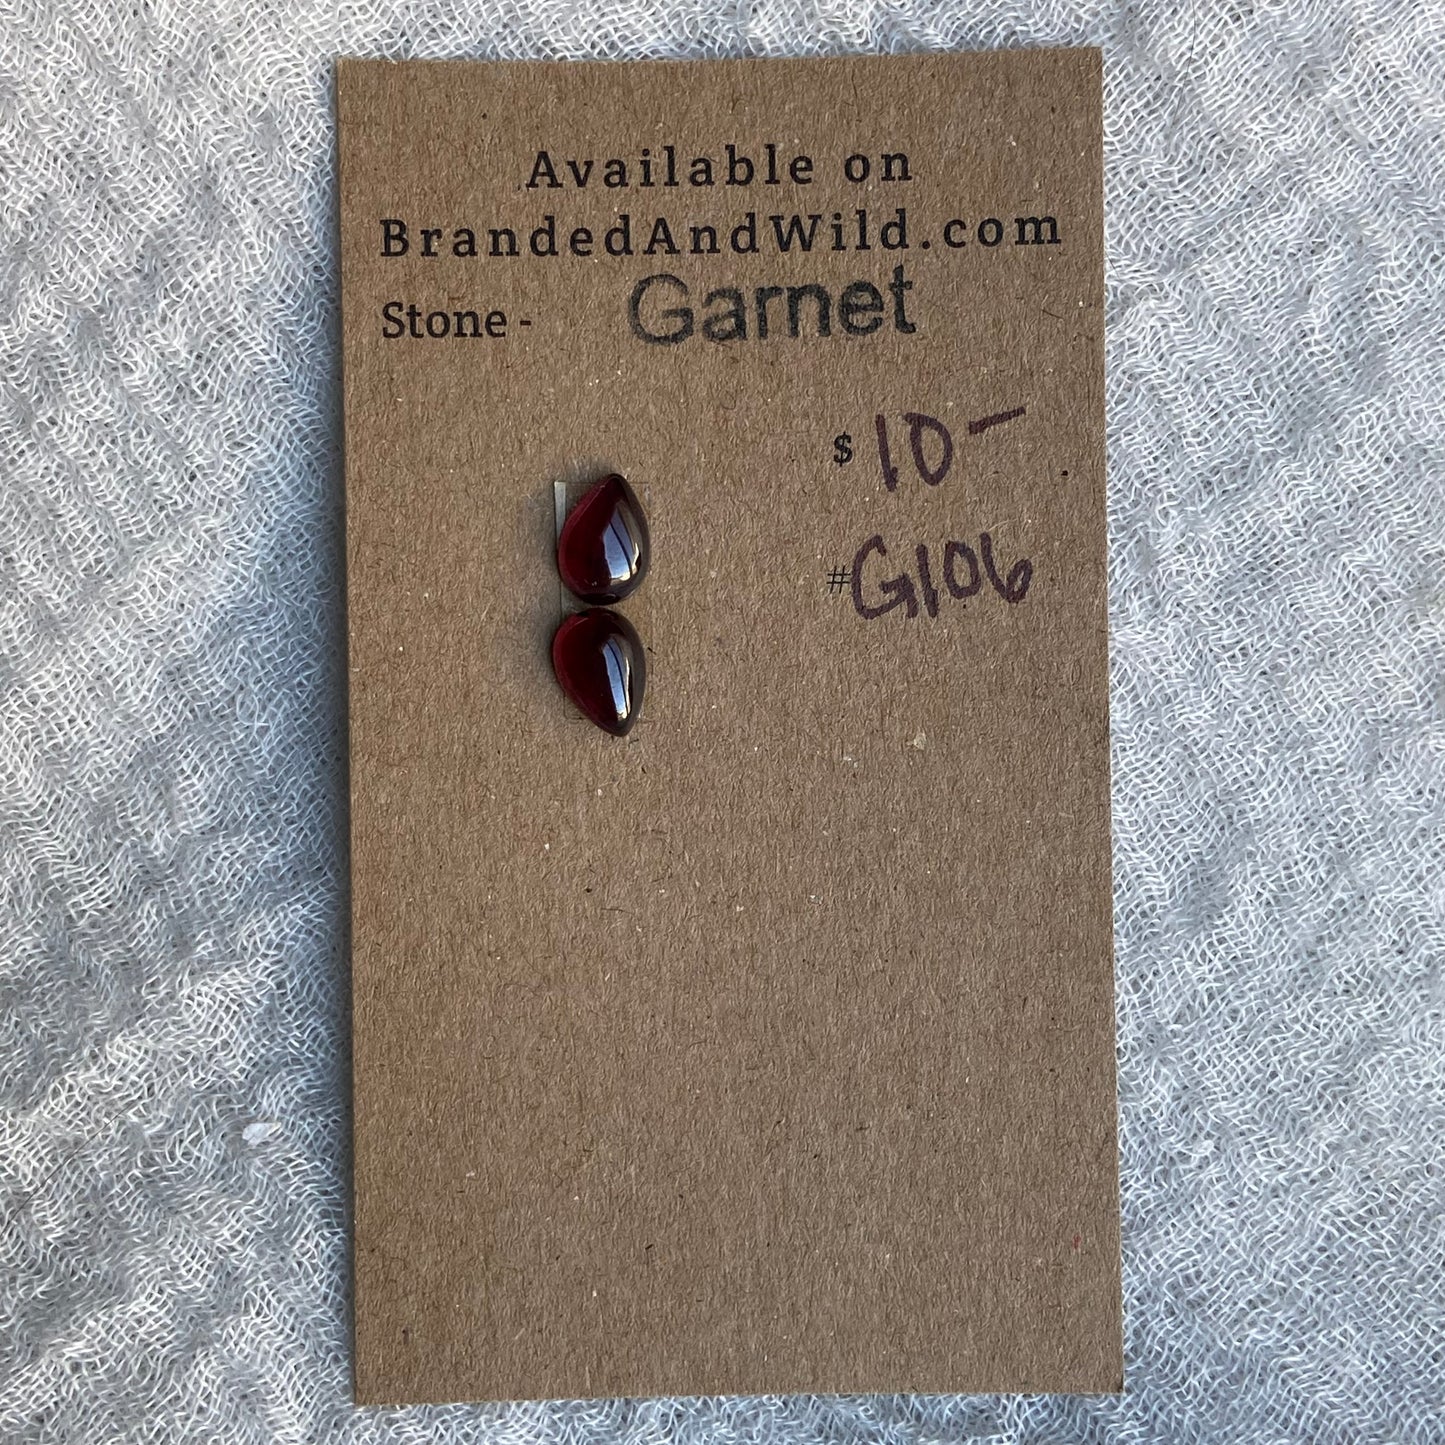 Available on
BrandedAndWild.com
Stone - Garnet
$ 10 -
#G106